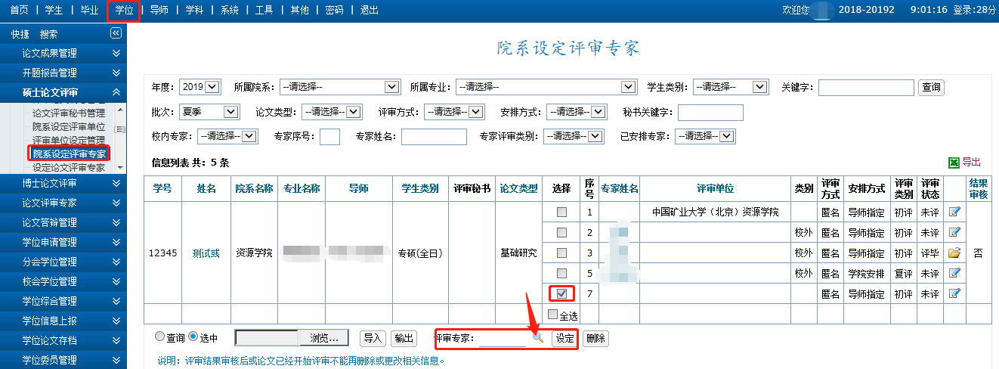 首页 | 学生 | 毕业 | 学位 | 导师 | 学科 | 系统 | 工具 | 其他 | 密码 | 退出
欢迎您 2018-20192 9:01:16 登录:28分
快捷 搜索
论文成果管理
开题报告管理
硕士论文评审
论文评审秘书管理
院系设定评审单位
评审单位设定管理
院系设定评审专家
设定论文评审专家
博士论文评审
论文评审专家
论文答辩管理
学位申请管理
分会学位管理
校会学位管理
学位综合管理
学位信息上报
学位论文存档
学位委员管理
院系设定评审专家
年度: 2019 所属院系: --请选择-- 所属专业: --请选择-- 学生类别: --请选择-- 关键字: 查询
批次: 夏季 论文类型: --请选择-- 评审方式: --请选择-- 安排方式: --请选择-- 秘书关键字:
校内专家: --请选择-- 专家序号: 专家姓名: 专家评审类别: --请选择-- 已安排专家: --请选择--
信息列表 共: 5 条 导出
学号 姓名 院系名称 专业名称 导师 学生类别 评审秘书 论文类型 选择 序号 专家姓名 评审单位 类别 评审方式 安排方式 评审类别 评审状态 结果审核
12345 测试彧 资源学院 专硕(全日) 基础研究 否
1 中国矿业大学（北京）资源学院 匿名 导师指定 初评 未评
2 校外 匿名 导师指定 初评 未评
3 校外 匿名 导师指定 初评 评毕
5 校外 匿名 学院安排 复评 未评
7 匿名 导师指定 初评 未评
全选
查询 选中 浏览... 导入 输出 评审专家: 设定 删除
说明: 评审结果审核后或论文已经开始评审不能再删除或更改相关信息。